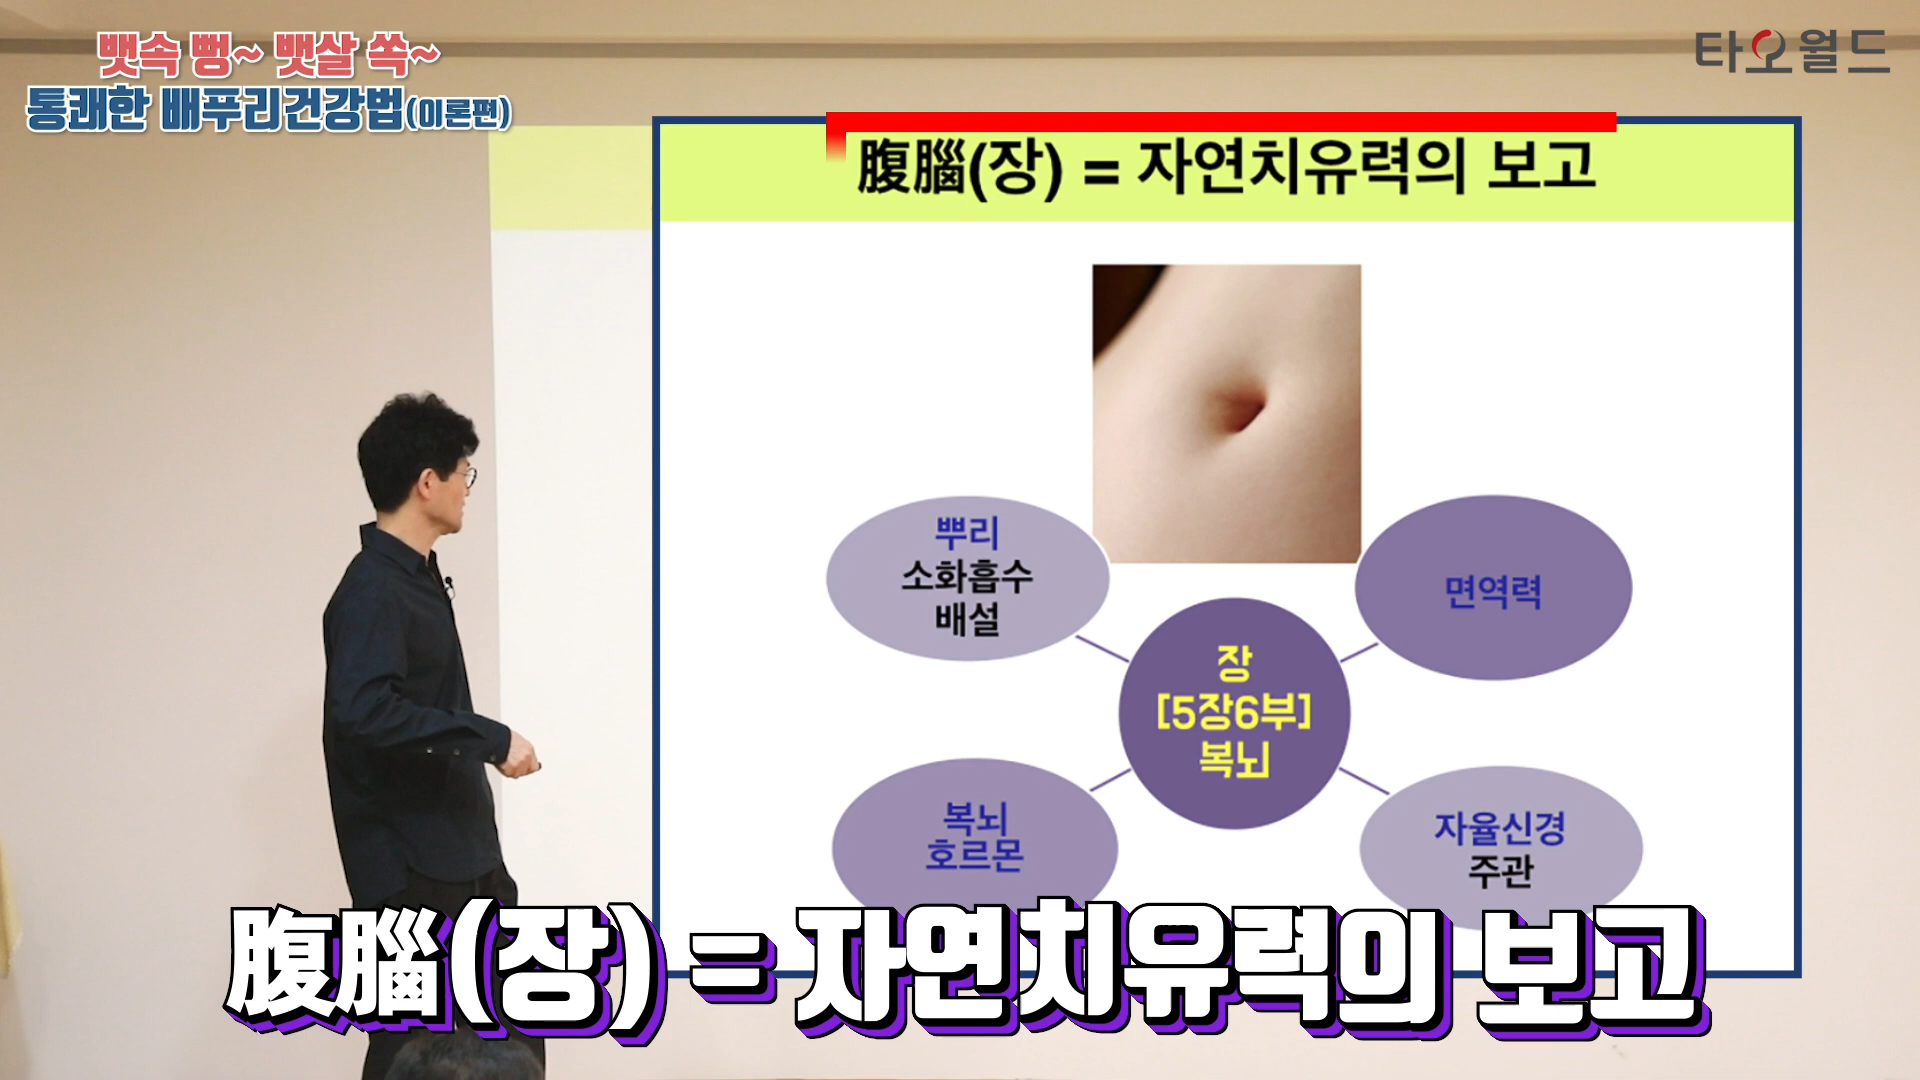 뱃속 뻥~ 뱃살 쏙~
통쾌한 배푸리건강법(이론편)
타오월드
腹腦(장) = 자연치유력의 보고
뿌리
소화흡수
배설
면역력
장
[5장6부]
복뇌
복뇌
호르몬
자율신경
주관
腹腦(장) = 자연치유력의 보고